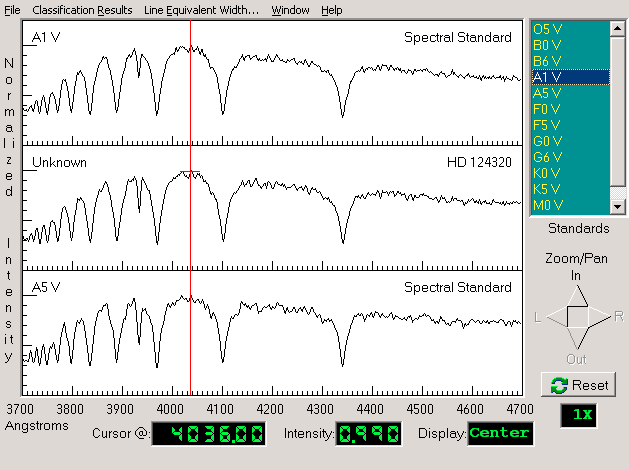 File Classification Results Line Equivalent Width... Window Help
Normalized Intensity
A1 V Spectral Standard
Unknown HD 124320
A5 V Spectral Standard
3700 3800 3900 4000 4100 4200 4300 4400 4500 4600 4700
Angstroms
Cursor @: 4036.00 Intensity: 0.990 Display: Center
O5 V
B0 V
B6 V
A1 V
A5 V
F0 V
F5 V
G0 V
G6 V
K0 V
K5 V
M0 V
Standards
Zoom/Pan
In
L R
Out
Reset
1X